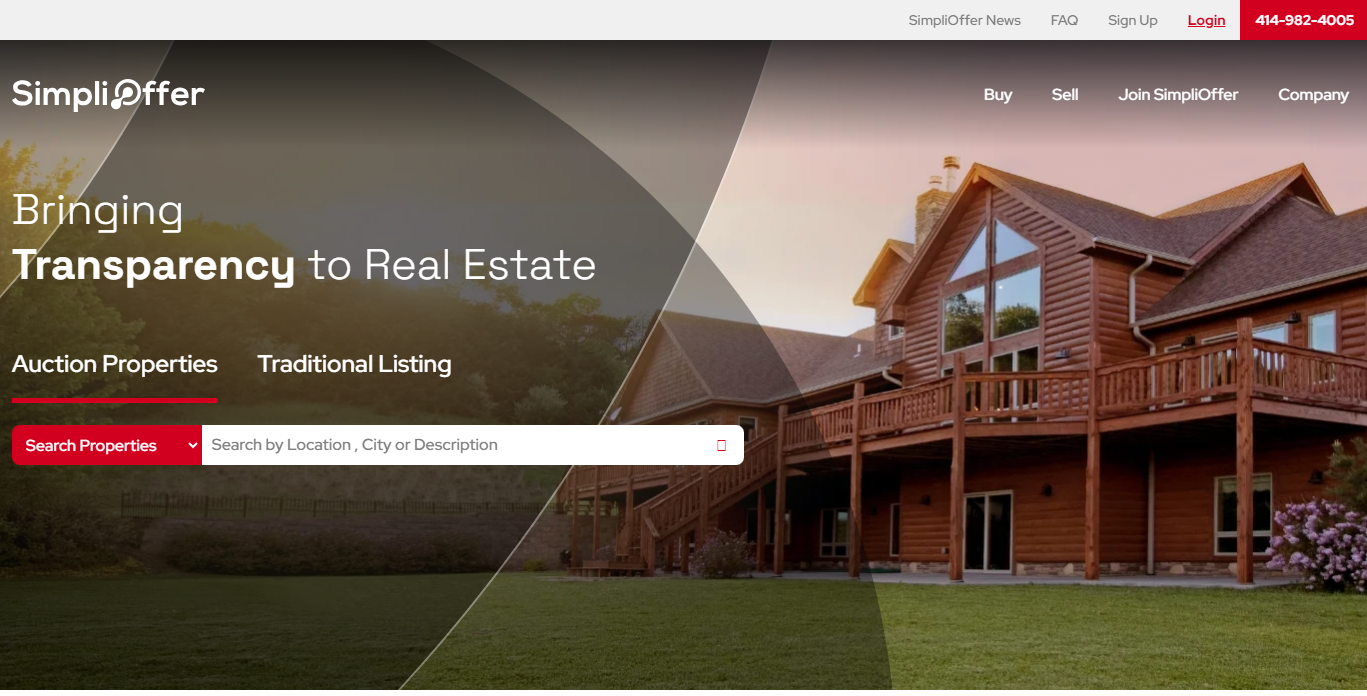 SimpliOffer News FAQ Sign Up Login 414-982-4005
SimpliOffer
Buy Sell Join SimpliOffer Company
Bringing
Transparency to Real Estate
Auction Properties Traditional Listing
Search Properties Search by Location , City or Description